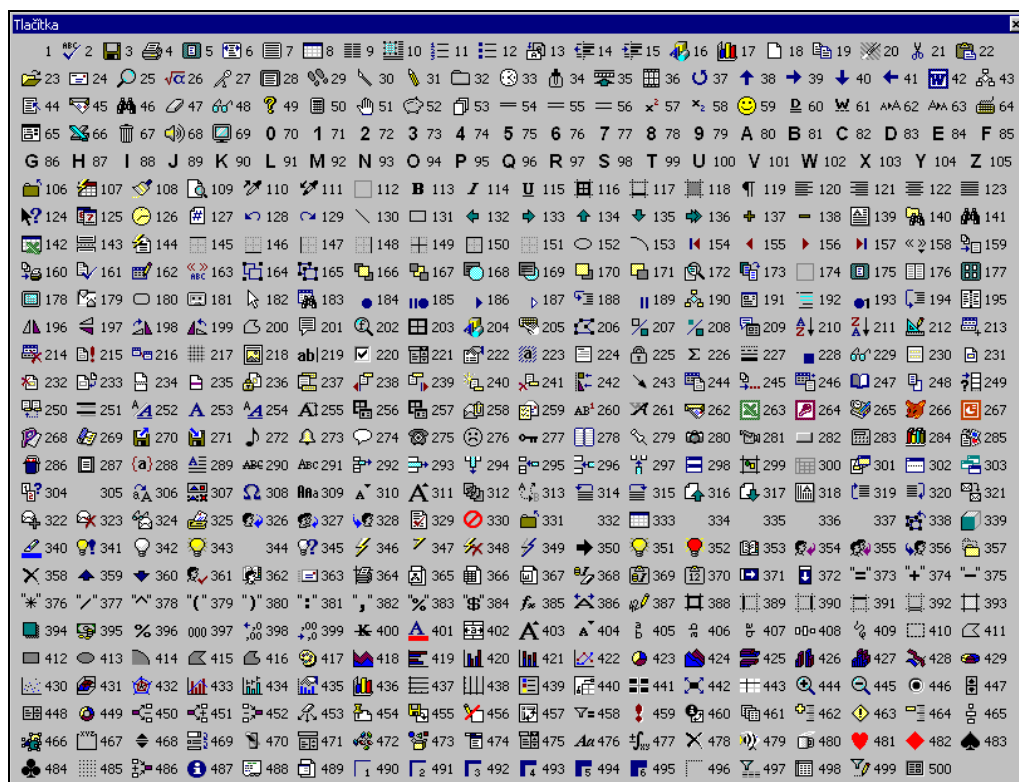 Tlačítka
1 ABC 2 3 4 5 6 7 8 9 10 11 12 13 14 15 16 17 18 19 20 21 22
23 24 25 √α 26 27 28 29 30 31 32 33 34 35 36 37 38 39 40 41 W 42 43
44 45 46 47 48 ? 49 50 51 52 53 54 55 56 x² 57 x₂ 58 59 D 60 W 61 62 63 64
65 66 67 68 69 0 70 1 71 2 72 3 73 4 74 5 75 6 76 7 77 8 78 9 79 A 80 B 81 C 82 D 83 E 84 F 85
G 86 H 87 I 88 J 89 K 90 L 91 M 92 N 93 O 94 P 95 Q 96 R 97 S 98 T 99 U 100 V 101 W 102 X 103 Y 104 Z 105
106 107 108 109 110 111 112 B 113 I 114 U 115 116 117 118 ¶ 119 120 121 122 123
? 124 125 126 # 127 128 129 130 131 132 133 134 135 136 137 138 139 140 141
142 143 144 145 146 147 148 149 150 151 152 153 154 155 156 157 158 159
160 161 162 ABC 163 164 165 166 167 168 169 170 171 172 173 174 175 176 177
178 179 180 181 182 183 184 185 186 187 188 189 190 191 192 1 193 194 195
196 197 198 199 200 201 202 203 204 205 206 207 208 209 210 211 212 213
214 215 216 217 218 ab| 219 220 221 222 223 224 225 Σ 226 227 228 229 230 231
232 233 234 235 236 237 238 239 240 241 242 243 244 245 246 247 248 249
250 251 A 252 A 253 A 254 A 255 256 257 258 259 AB¹ 260 261 262 263 264 265 266 267
268 269 270 271 272 273 274 275 276 277 278 279 280 281 282 283 284 285
286 287 {a} 288 289 ABC 290 ABC 291 292 293 294 295 296 297 298 299 300 301 302 303
304 305 306 307 Ω 308 309 A 310 A 311 312 313 314 315 316 317 318 319 320 321
322 323 324 325 326 327 328 329 330 331 332 333 334 335 336 337 338 339
340 341 342 343 344 345 346 347 348 349 350 351 352 353 354 355 356 357
358 359 360 361 362 363 364 365 366 367 368 369 12 370 371 372 "=" 373 "+" 374 "−" 375
"*" 376 "/" 377 "^" 378 "(" 379 ")" 380 ":" 381 "," 382 "%" 383 "$" 384 fx 385 386 387 388 389 390 391 392 393
394 395 % 396 000 397 398 399 K 400 A 401 402 A 403 A 404 405 406 407 408 409 410 411
412 413 414 415 416 417 418 419 420 421 422 423 424 425 426 427 428 429
430 431 432 433 434 435 436 437 438 439 440 441 442 443 444 445 446 447
448 449 450 451 452 453 454 455 456 457 458 459 460 461 462 463 464 465
466 XYZ 467 468 469 470 471 472 473 474 475 Aa 476 477 478 479 480 481 482 483
484 485 486 487 488 489 1 490 2 491 3 492 4 493 5 494 6 495 496 497 498 499 500